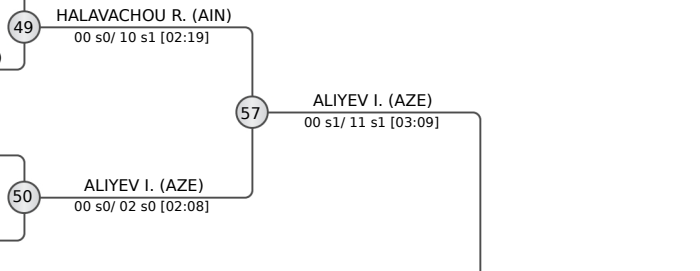 49
HALAVACHOU R. (AIN)
00 s0/ 10 s1 [02:19]
57
ALIYEV I. (AZE)
00 s1/ 11 s1 [03:09]
50
ALIYEV I. (AZE)
00 s0/ 02 s0 [02:08]